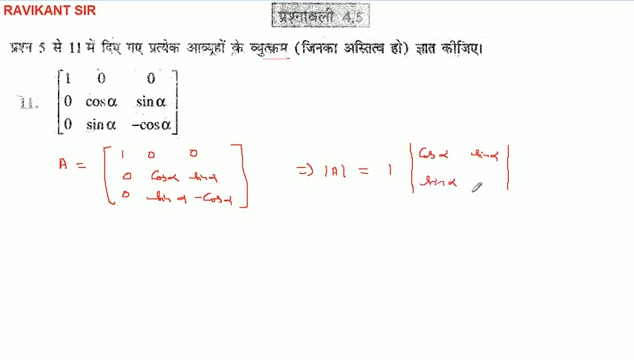 RAVIKANT SIR
प्रश्नावली 4.5
प्रश्न 5 से 11 में दिए गए प्रत्येक आव्यूहों के व्युत्क्रम (जिनका अस्तित्व हो) ज्ञात कीजिए।
1 0 0
11. 0 cosα sinα
0 sinα -cosα
1 0 0
A = 0 Cosα sinα
0 sinα -Cosα
Cosα sinα
=> |A| = 1
sinα